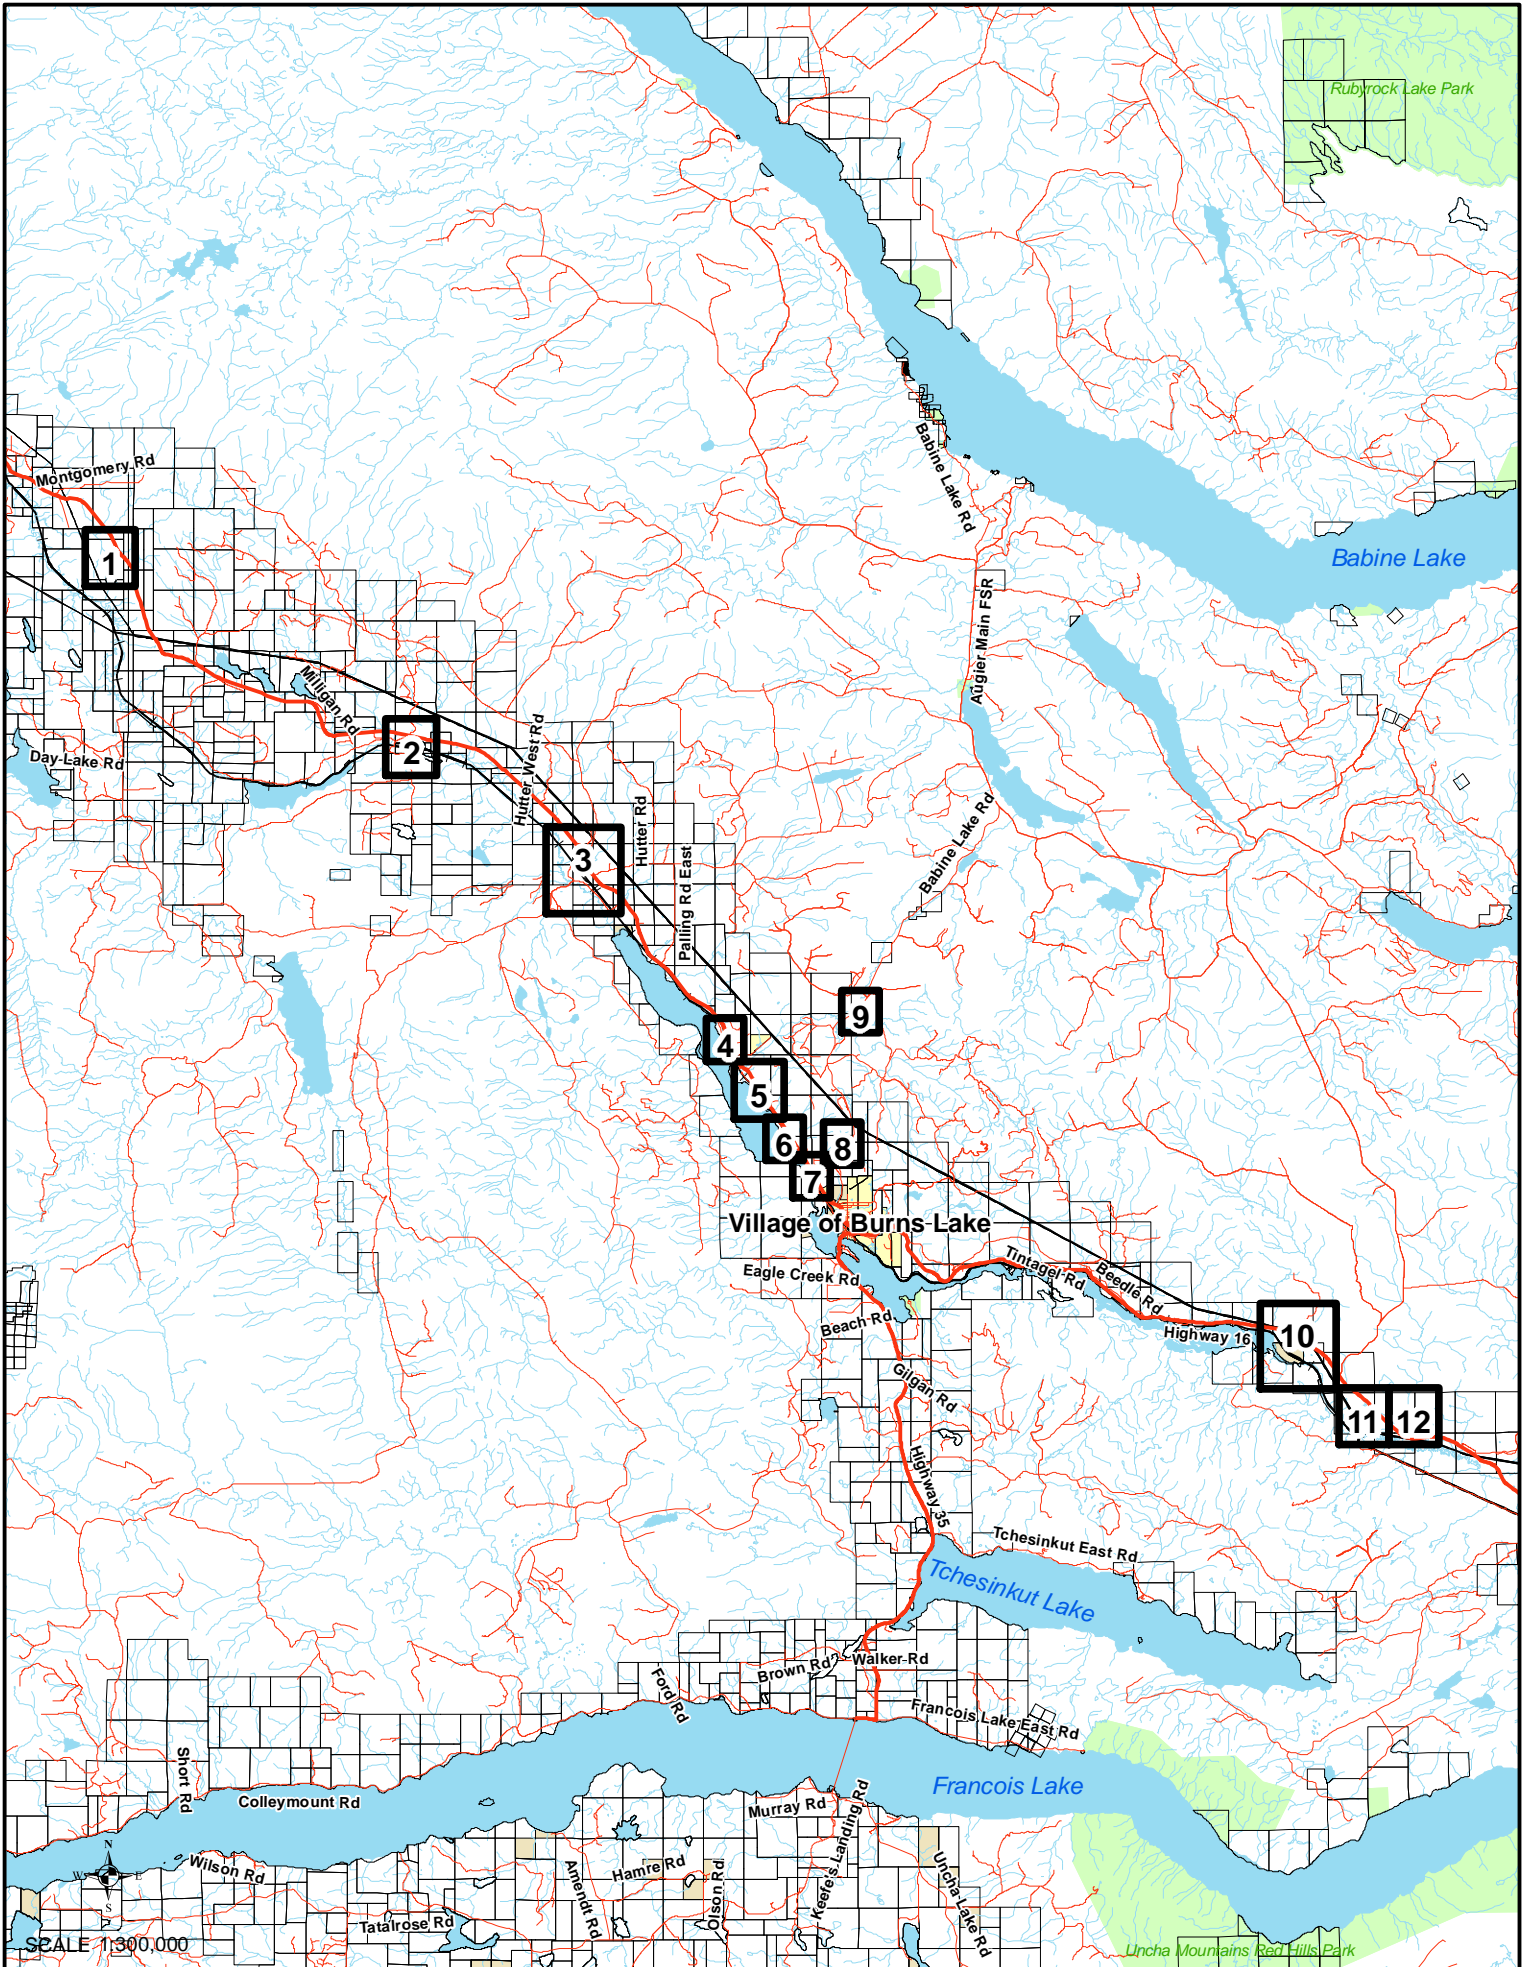 Rubyrock Lake Park
Babine Lake Rd
Montgomery Rd
Babine Lake
1
Augier Main FSR
Milligan Rd
Hutter West Rd
2
Day Lake Rd
Hutter Rd
Babine Lake Rd
3
Palling Rd East
9
4
5
6
8
7
Village of Burns Lake
Tintagel Rd
Beedle Rd
Eagle Creek Rd
Beach Rd
Highway 16
10
Gilgan Rd
11
12
Highway 35
Tchesinkut East Rd
Tchesinkut Lake
Brown Rd
Walker Rd
Ford Rd
Francois Lake East Rd
Short Rd
Francois Lake
Colleymount Rd
Murray Rd
Keefe's Landing Rd
N
W
E
S
Wilson Rd
Hamre Rd
Amendt Rd
Olson Rd
Uncha Lake Rd
Tatalrose Rd
SCALE 1:300,000
Uncha Mountains Red Hills Park